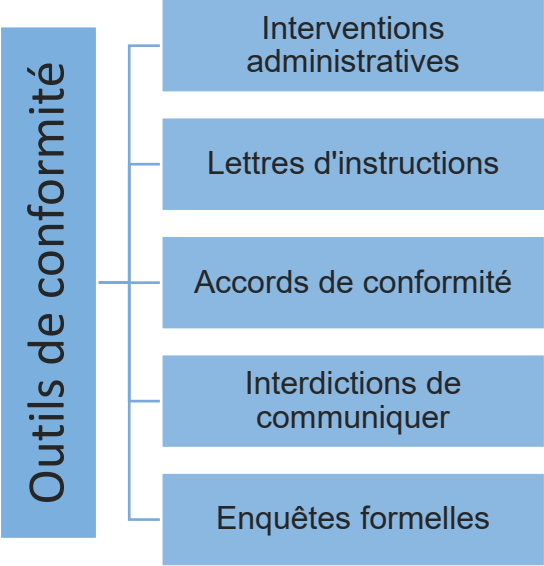 Outils de conformité
Interventions
administratives
Lettres d'instructions
Accords de conformité
Interdictions de
communiquer
Enquêtes formelles